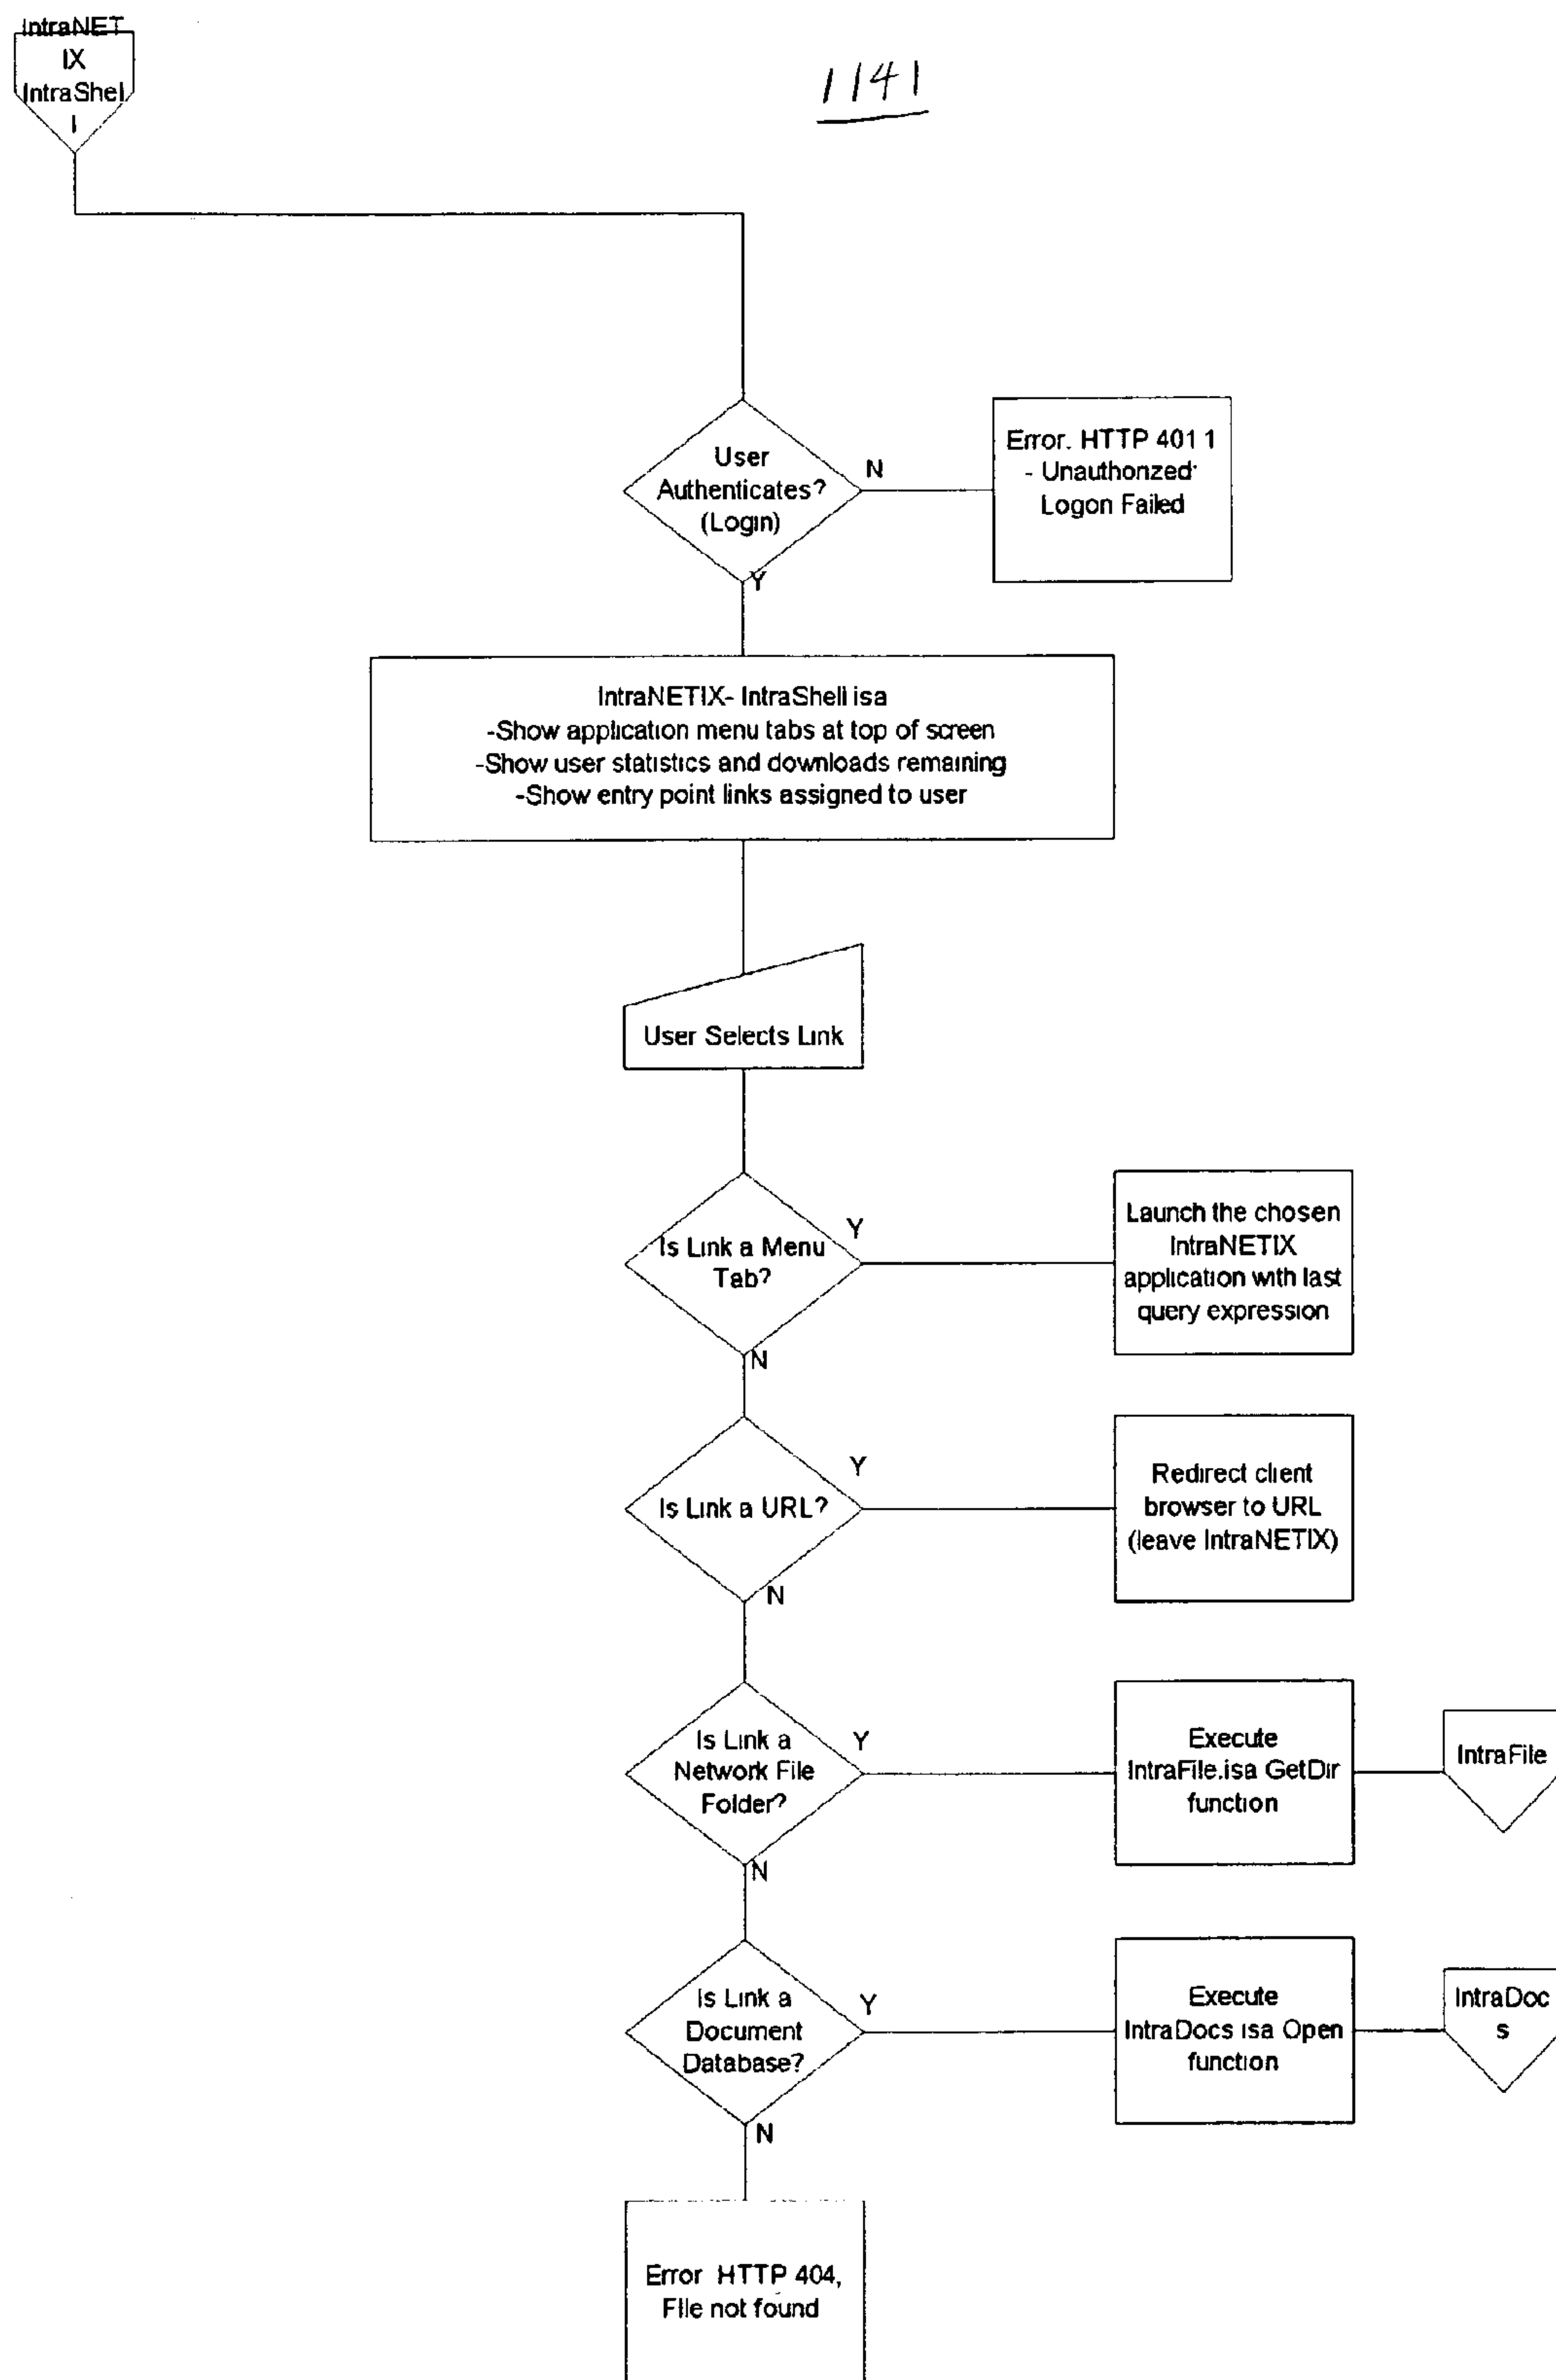 IntraNET
IX
IntraShel
l
1141
User
Authenticates?
(Login)
N
Error. HTTP 401 1
- Unauthorized:
Logon Failed
Y
IntraNETIX- IntraShell isa
-Show application menu tabs at top of screen
-Show user statistics and downloads remaining
-Show entry point links assigned to user
User Selects Link
Is Link a Menu
Tab?
Y
Launch the chosen
IntraNETIX
application with last
query expression
N
Is Link a URL?
Y
Redirect client
browser to URL
(leave IntraNETIX)
N
Is Link a
Network File
Folder?
Y
Execute
IntraFile.isa GetDir
function
IntraFile
N
Is Link a
Document
Database?
Y
Execute
IntraDocs isa Open
function
IntraDoc
s
N
Error HTTP 404,
File not found